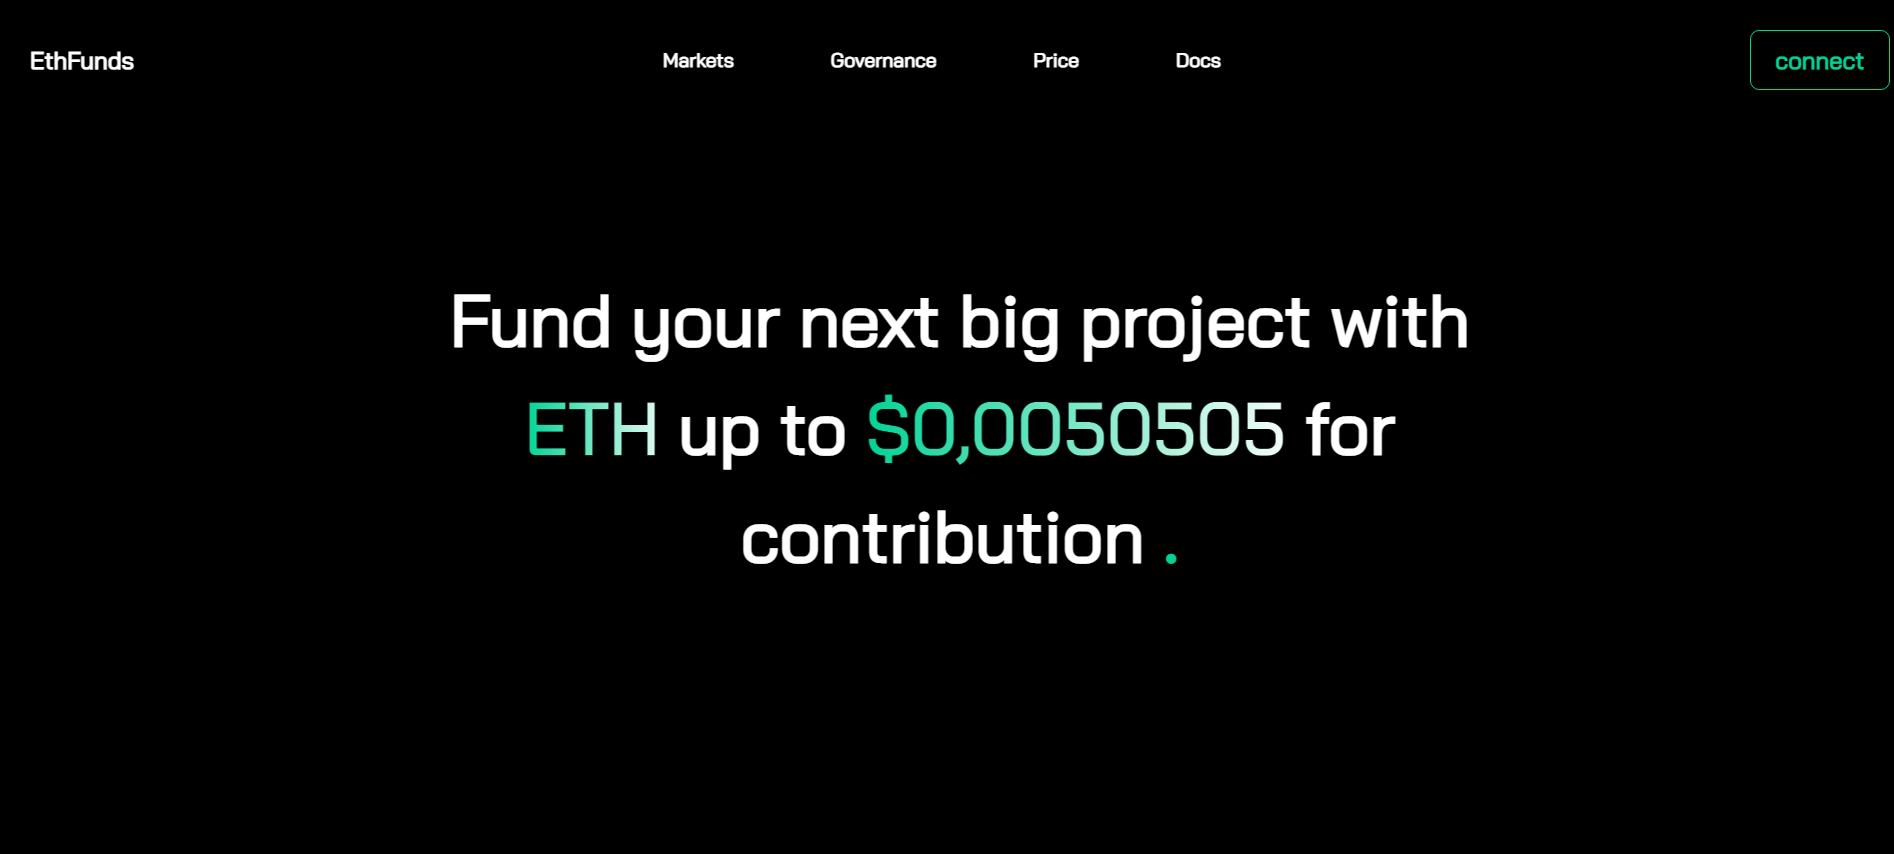 EthFunds
Markets
Governance
Price
Docs
connect
Fund your next big project with
ETH up to $0,0050505 for
contribution .